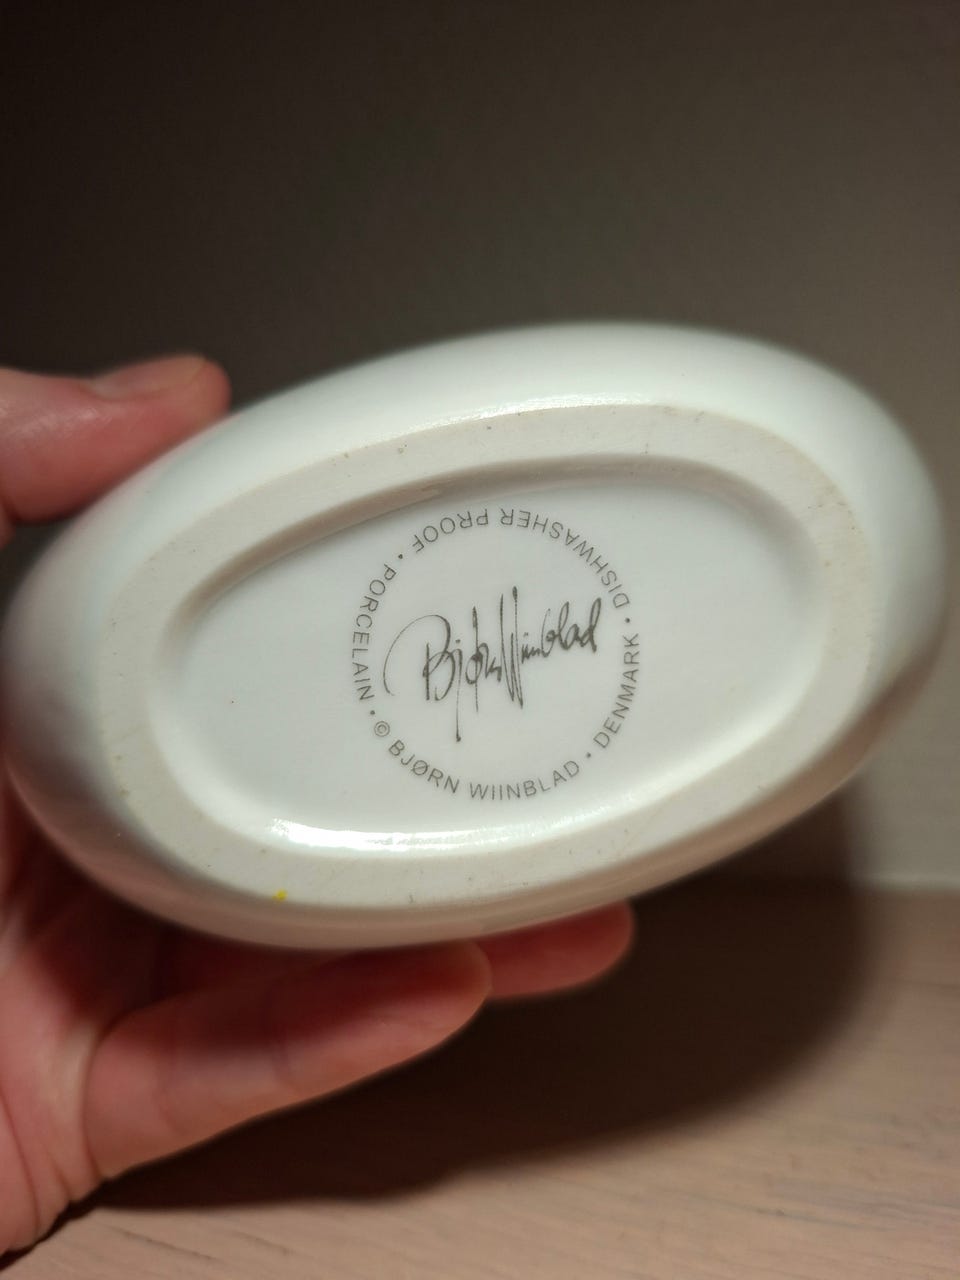 Bjørn Wiinblad
© BJØRN WIINBLAD • DENMARK • DISHWASHER PROOF • PORCELAIN •